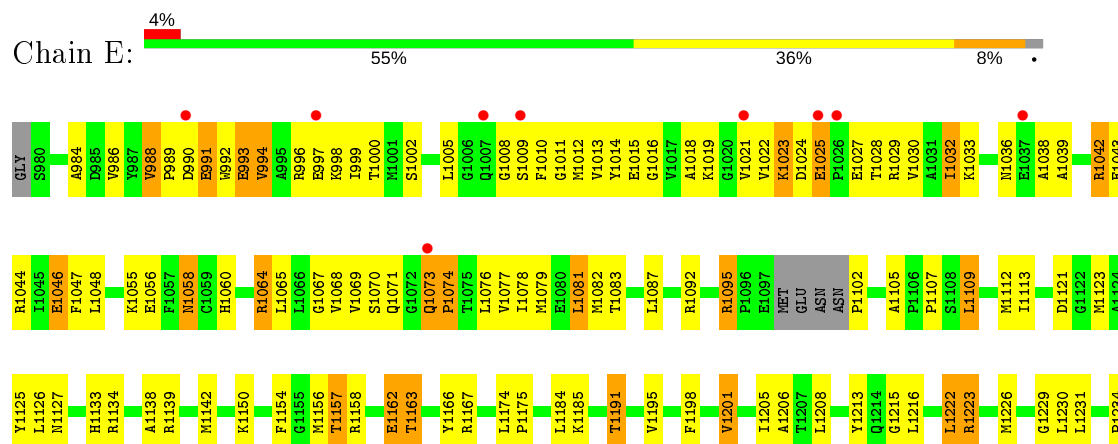 4%
Chain E:
55% 36% 8% •
GLY S980 A984 D985 V986 Y987 V988 P989 D990 E991 W992 E993 V994 A995 R996 E997 K998 I999 T1000 M1001 S1002 L1005 G1006 Q1007 G1008 S1009 F1010 G1011 M1012 V1013 Y1014 E1015 G1016 V1017 A1018 K1019 G1020 V1021 V1022 K1023 D1024 E1025 P1026 E1027 T1028 R1029 V1030 A1031 I1032 K1033 N1036 E1037 A1038 A1039 R1042 E1043
R1044 I1045 E1046 F1047 L1048 K1055 E1056 F1057 N1058 C1059 H1060 R1064 L1065 L1066 G1067 V1068 V1069 S1070 Q1071 G1072 Q1073 P1074 T1075 L1076 V1077 I1078 M1079 E1080 L1081 M1082 T1083 L1087 R1092 R1095 P1096 E1097 MET GLU ASN ASN P1102 A1105 P1106 P1107 S1108 L1109 M1112 I1113 D1121 G1122 M1123
Y1125 L1126 N1127 H1133 R1134 A1138 R1139 M1142 K1150 F1154 G1155 M1156 T1157 R1158 E1162 T1163 Y1166 R1167 L1174 P1175 L1184 K1185 T1191 V1195 F1198 V1201 I1205 A1206 T1207 L1208 Y1213 Q1214 G1215 L1216 L1222 R1223 M1226 G1229 L1230 L1231